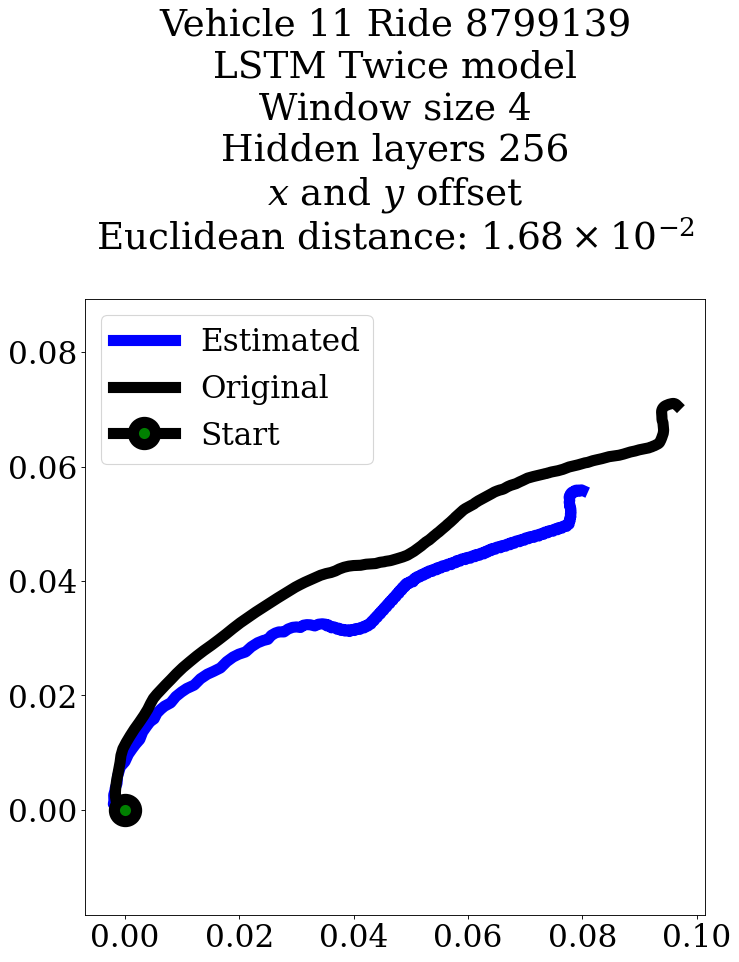 Vehicle 11 Ride 8799139
LSTM Twice model
Window size 4
Hidden layers 256
x and y offset
Euclidean distance: 1.68 × 10⁻²
Estimated
Original
Start
0.08
0.06
0.04
0.02
0.00
0.00 0.02 0.04 0.06 0.08 0.10